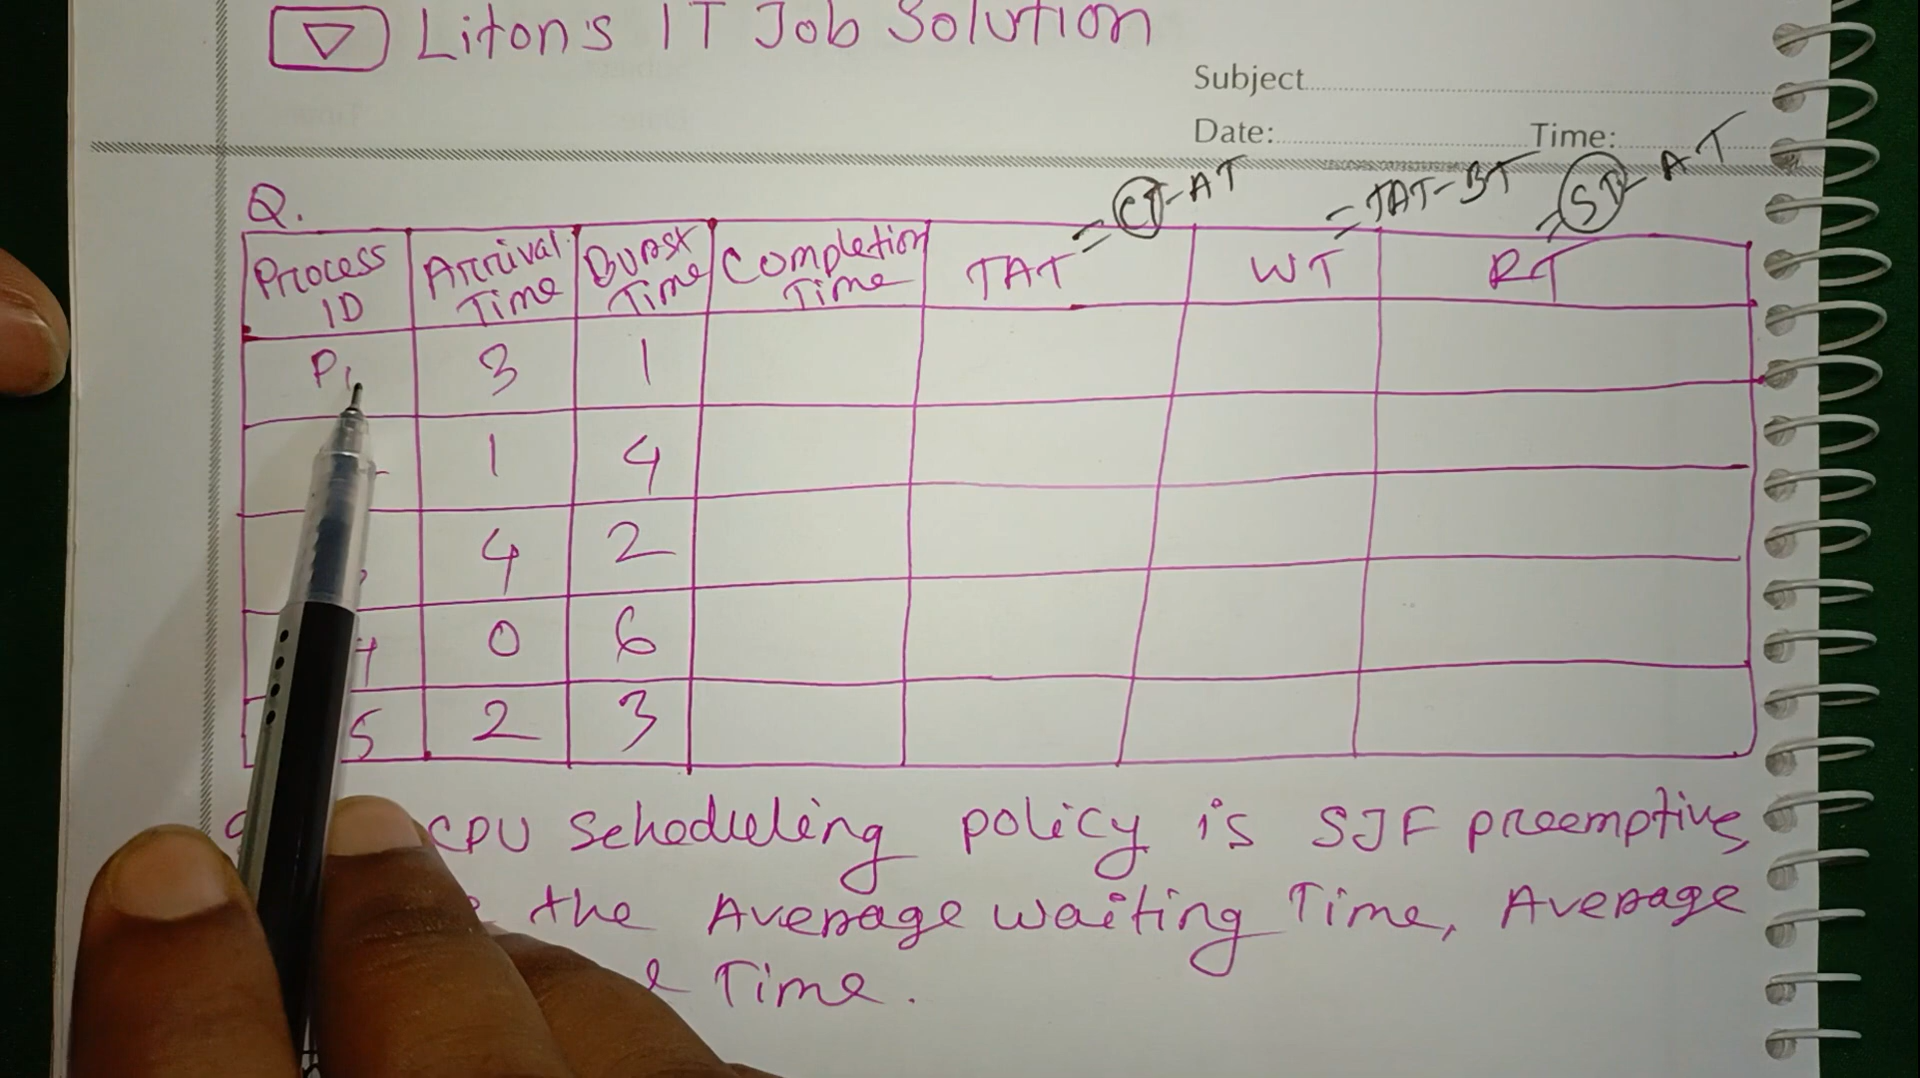 Liton's IT Job Solution
Subject
Date: Time:
= CT-AT = TAT-BT = ST-AT
Q.
Process ID Arrival Time Burst Time Completion Time TAT WT RT
P1 3 1
1 4
4 2
0 6
5 2 3
CPU Scheduling policy is SJF preemptive,
the Average waiting Time, Average
Time.